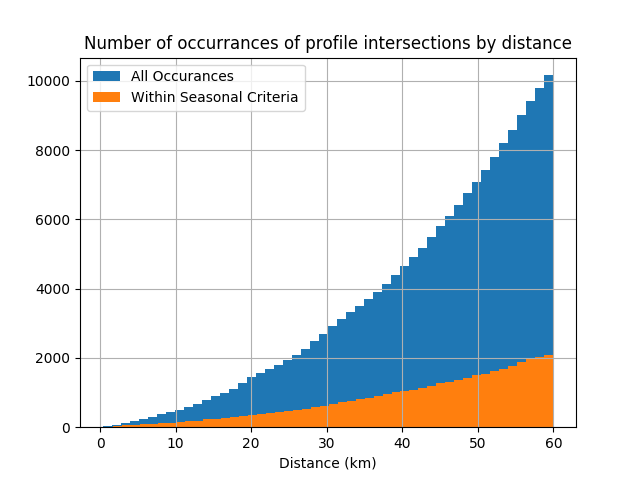 Number of occurrances of profile intersections by distance
All Occurances
Within Seasonal Criteria
10000
8000
6000
4000
2000
0
0 10 20 30 40 50 60
Distance (km)